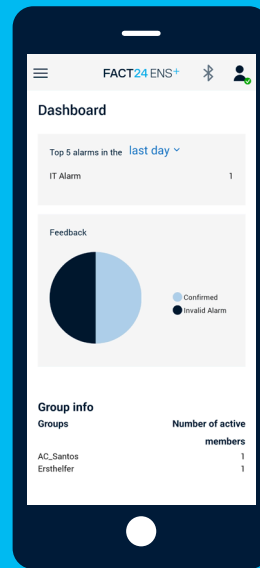 FACT24 ENS+
Dashboard
Top 5 alarms in the last day
IT Alarm 1
Feedback
Confirmed
Invalid Alarm
Group info
Groups Number of active
members
AC_Santos 1
Ersthelfer 1